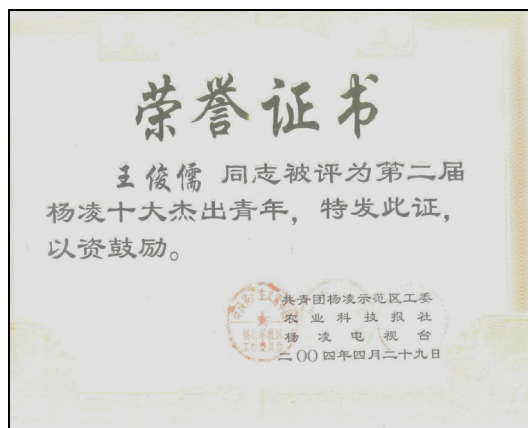 荣誉证书
王俊儒 同志被评为第二届
杨凌十大杰出青年，特发此证，
以资鼓励。
共青团杨凌示范区工委
农业科技报社
杨凌电视台
二〇〇四年四月二十九日